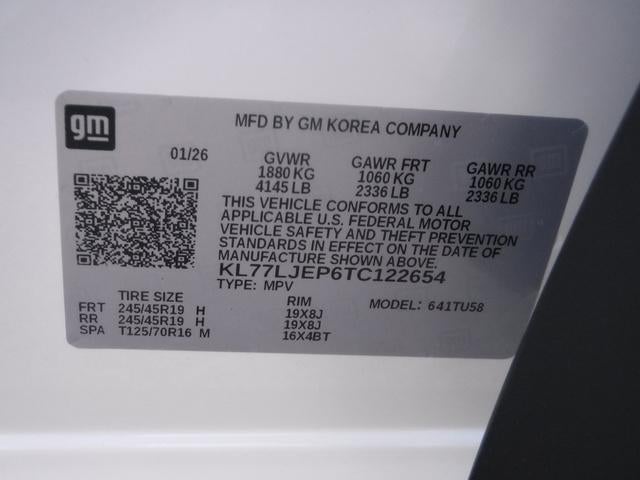 gm
MFD BY GM KOREA COMPANY
01/26
GVWR GAWR FRT GAWR RR
1880 KG 1060 KG 1060 KG
4145 LB 2336 LB 2336 LB
THIS VEHICLE CONFORMS TO ALL
APPLICABLE U.S. FEDERAL MOTOR
VEHICLE SAFETY AND THEFT PREVENTION
STANDARDS IN EFFECT ON THE DATE OF
MANUFACTURE SHOWN ABOVE.
KL77LJEP6TC122654
TYPE: MPV
TIRE SIZE RIM MODEL: 641TU58
FRT 245/45R19 H 19X8J
RR 245/45R19 H 19X8J
SPA T125/70R16 M 16X4BT